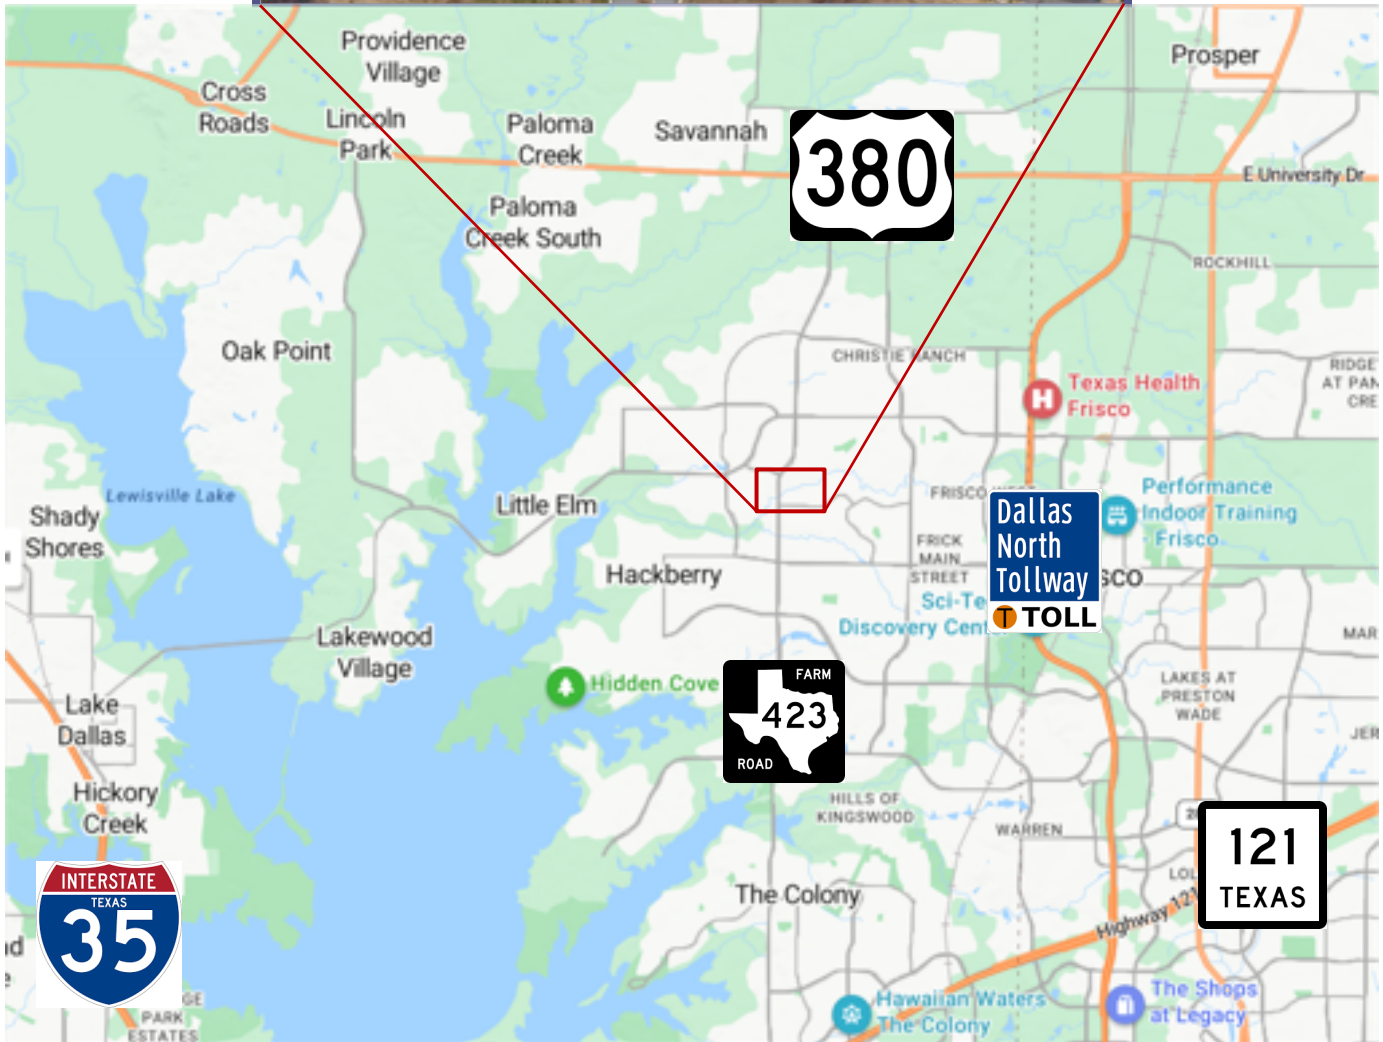 Providence
Village
Prosper
Cross
Roads
Lincoln
Park
Paloma
Creek
Savannah
380
E University Dr
Paloma
Creek South
ROCKHILL
Oak Point
CHRISTIE RANCH
RIDGE
AT PAN
CRE
Texas Health
Frisco
Lewisville Lake
Little Elm
FRISCO WEST
Performance
Indoor Training
- Frisco
Shady
Shores
Dallas
North
Tollway
TOLL
FRICK
MAIN
STREET
Hackberry
SCO
Sci-Te
Discovery Cent
Lakewood
Village
MAR
Hidden Cove
FARM
423
ROAD
LAKES AT
PRESTON
WADE
Lake
Dallas
JER
Hickory
Creek
HILLS OF
KINGSWOOD
WARREN
121
TEXAS
LOL
The Colony
Highway 121
INTERSTATE
TEXAS
35
Hawaiian Waters
The Colony
The Shops
at Legacy
GE
PARK
ESTATES